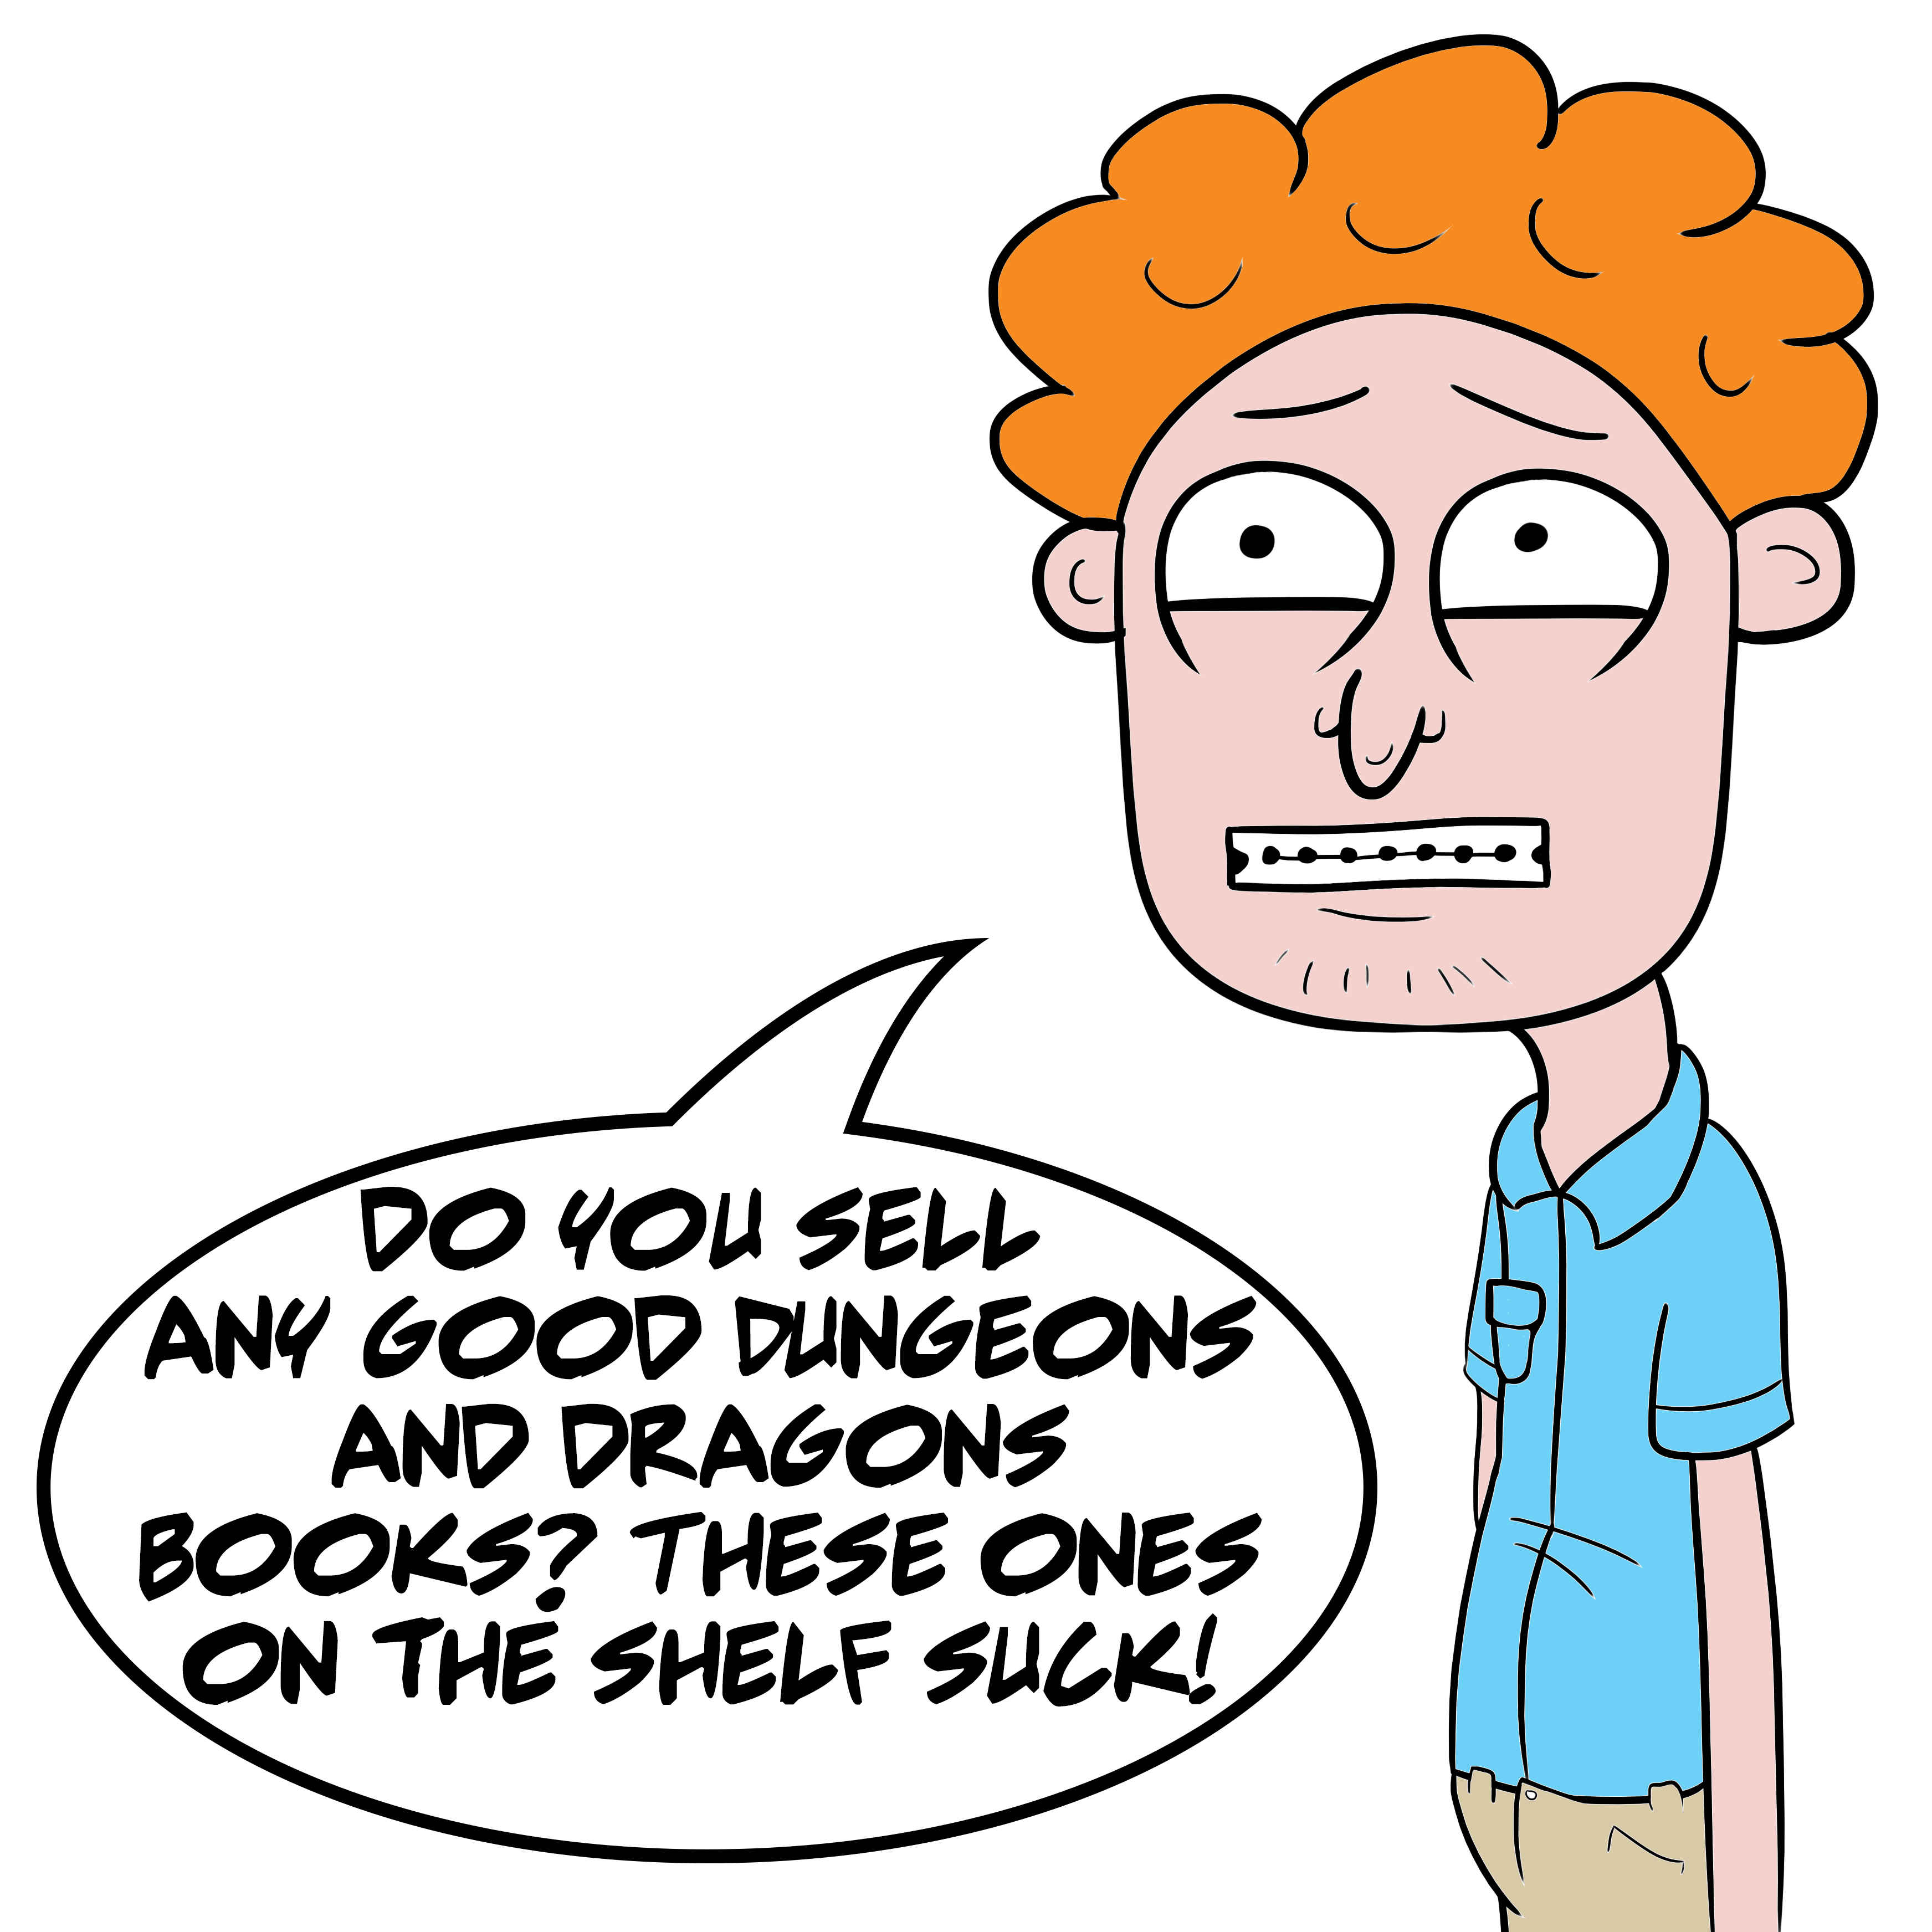 DO YOU SELL
ANY GOOD DUNGEONS
AND DRAGONS
BOOKS? THESE ONES
ON THE SHELF SUCK!